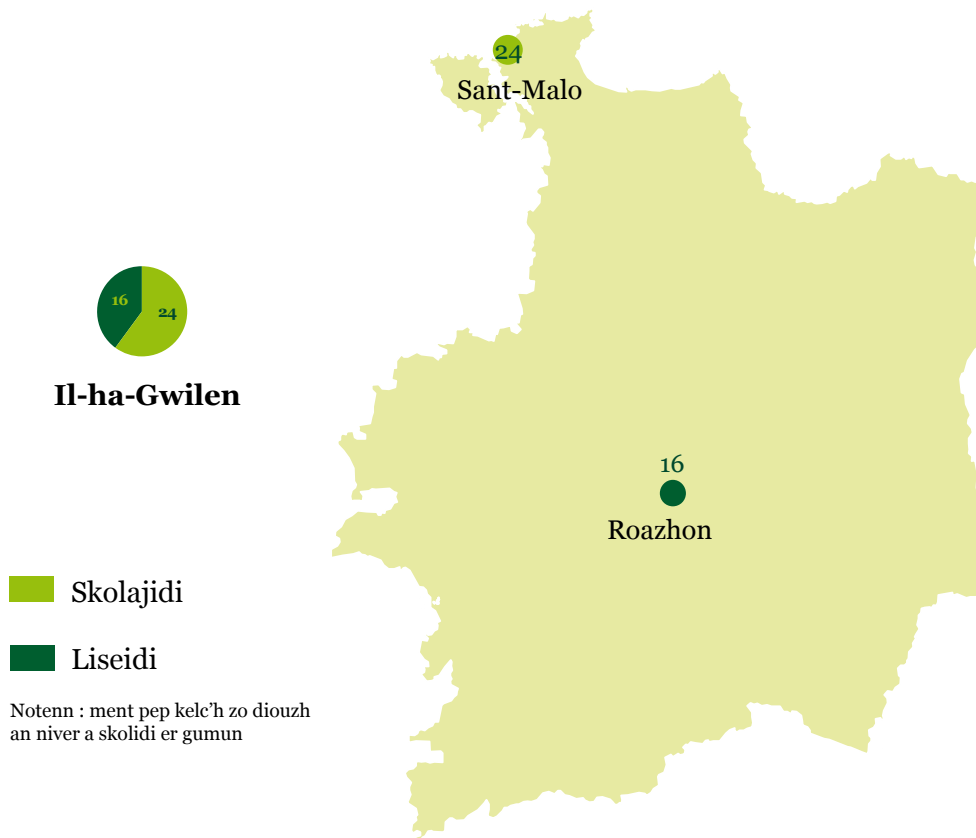 24
Sant-Malo
16
24
Il-ha-Gwilen
16
Roazhon
Skolajidi
Liseidi
Notenn : ment pep kelc'h zo diouzh
an niver a skolidi er gumun